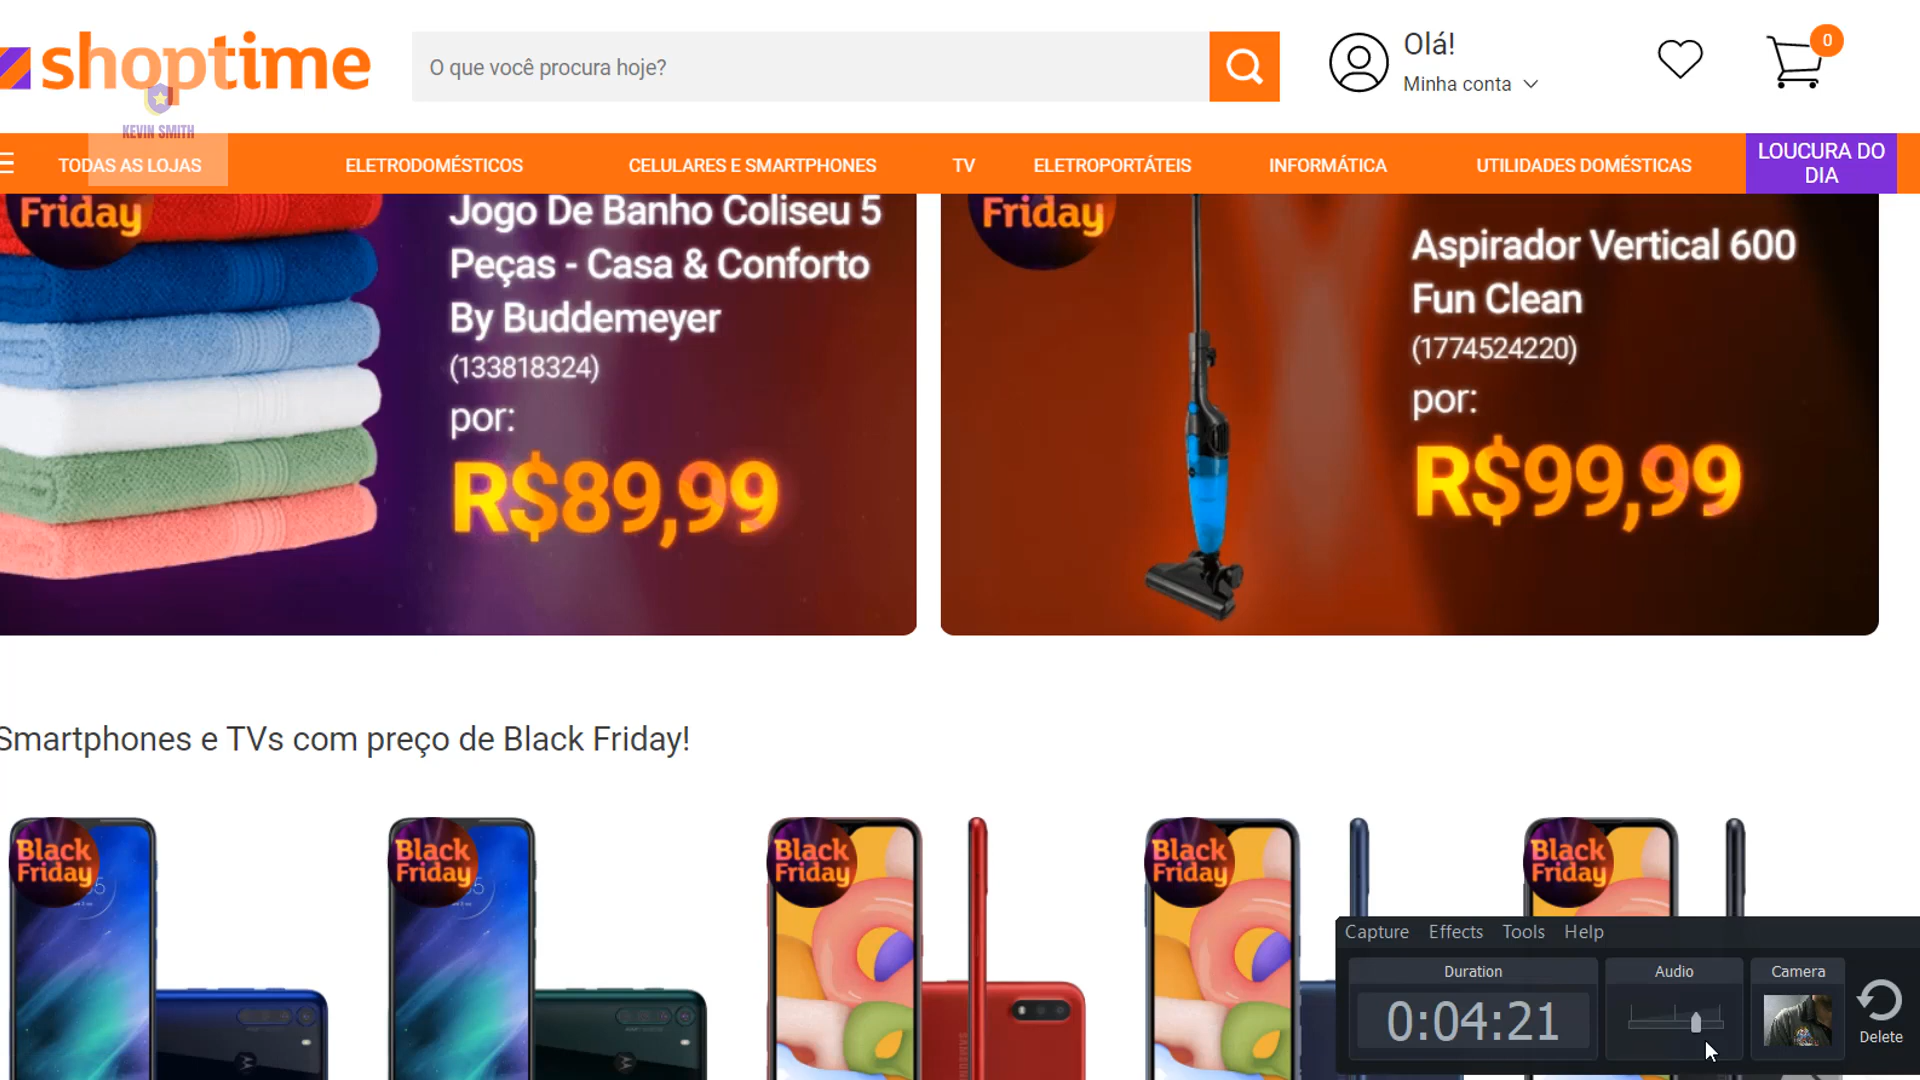 shoptime
O que você procura hoje?
Olá!
Minha conta
0
KEVIN SMITH
TODAS AS LOJAS
ELETRODOMÉSTICOS
CELULARES E SMARTPHONES
TV
ELETROPORTÁTEIS
INFORMÁTICA
UTILIDADES DOMÉSTICAS
LOUCURA DO
DIA
Friday
Jogo De Banho Coliseu 5
Peças - Casa & Conforto
By Buddemeyer
(133818324)
por:
R$89,99
Friday
Aspirador Vertical 600
Fun Clean
(1774524220)
por:
R$99,99
Smartphones e TVs com preço de Black Friday!
Black
Friday
Black
Friday
Black
Friday
Black
Friday
Black
Friday
SAMSUN
Capture Effects Tools Help
Duration
0:04:21
Audio
Camera
Delete